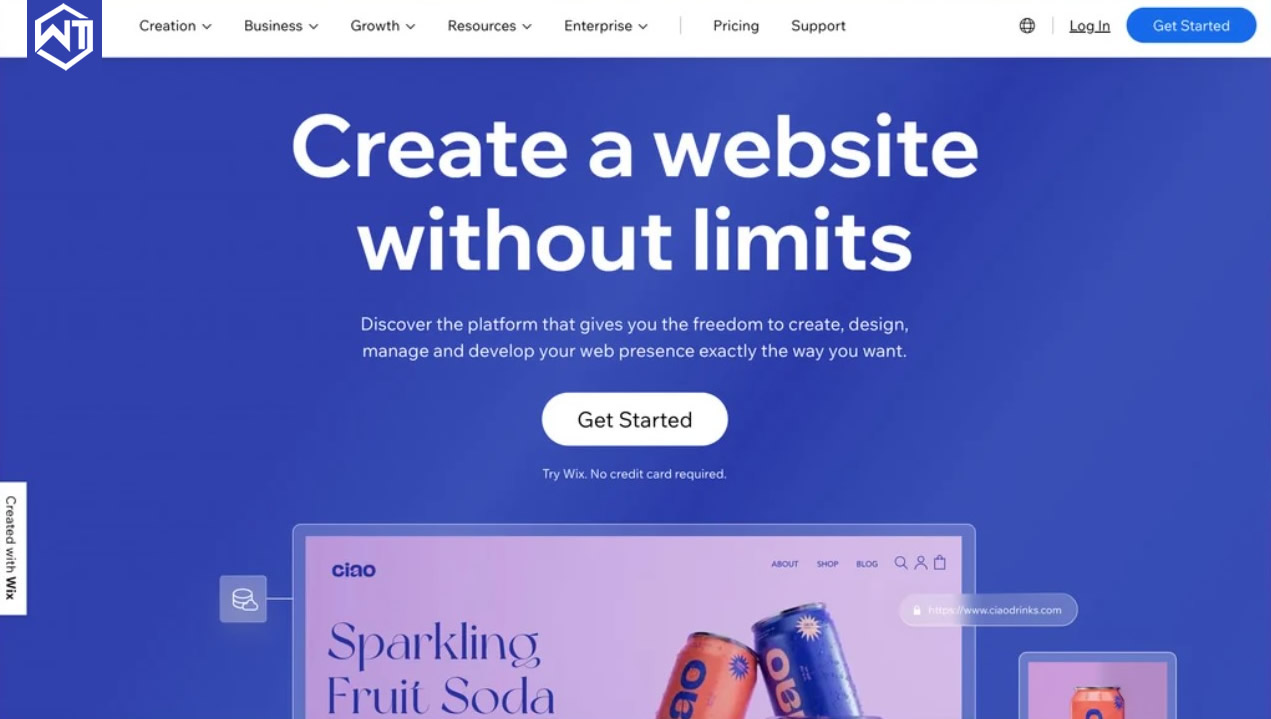 WT
Creation
Business
Growth
Resources
Enterprise
Pricing
Support
Log In
Get Started
Create a website
without limits
Discover the platform that gives you the freedom to create, design,
manage and develop your web presence exactly the way you want.
Get Started
Try Wix. No credit card required.
Created with Wix
ciao
ABOUT
SHOP
BLOG
https://www.ciaodrinks.com
Sparkling
Fruit Soda